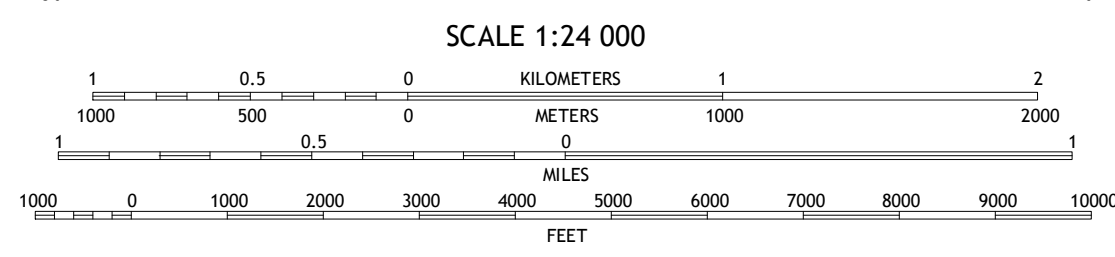 SCALE 1:24 000
1 0.5 0 KILOMETERS 1 2
1000 500 0 METERS 1000 2000
1 0.5 0 1
MILES
1000 0 1000 2000 3000 4000 5000 6000 7000 8000 9000 10000
FEET